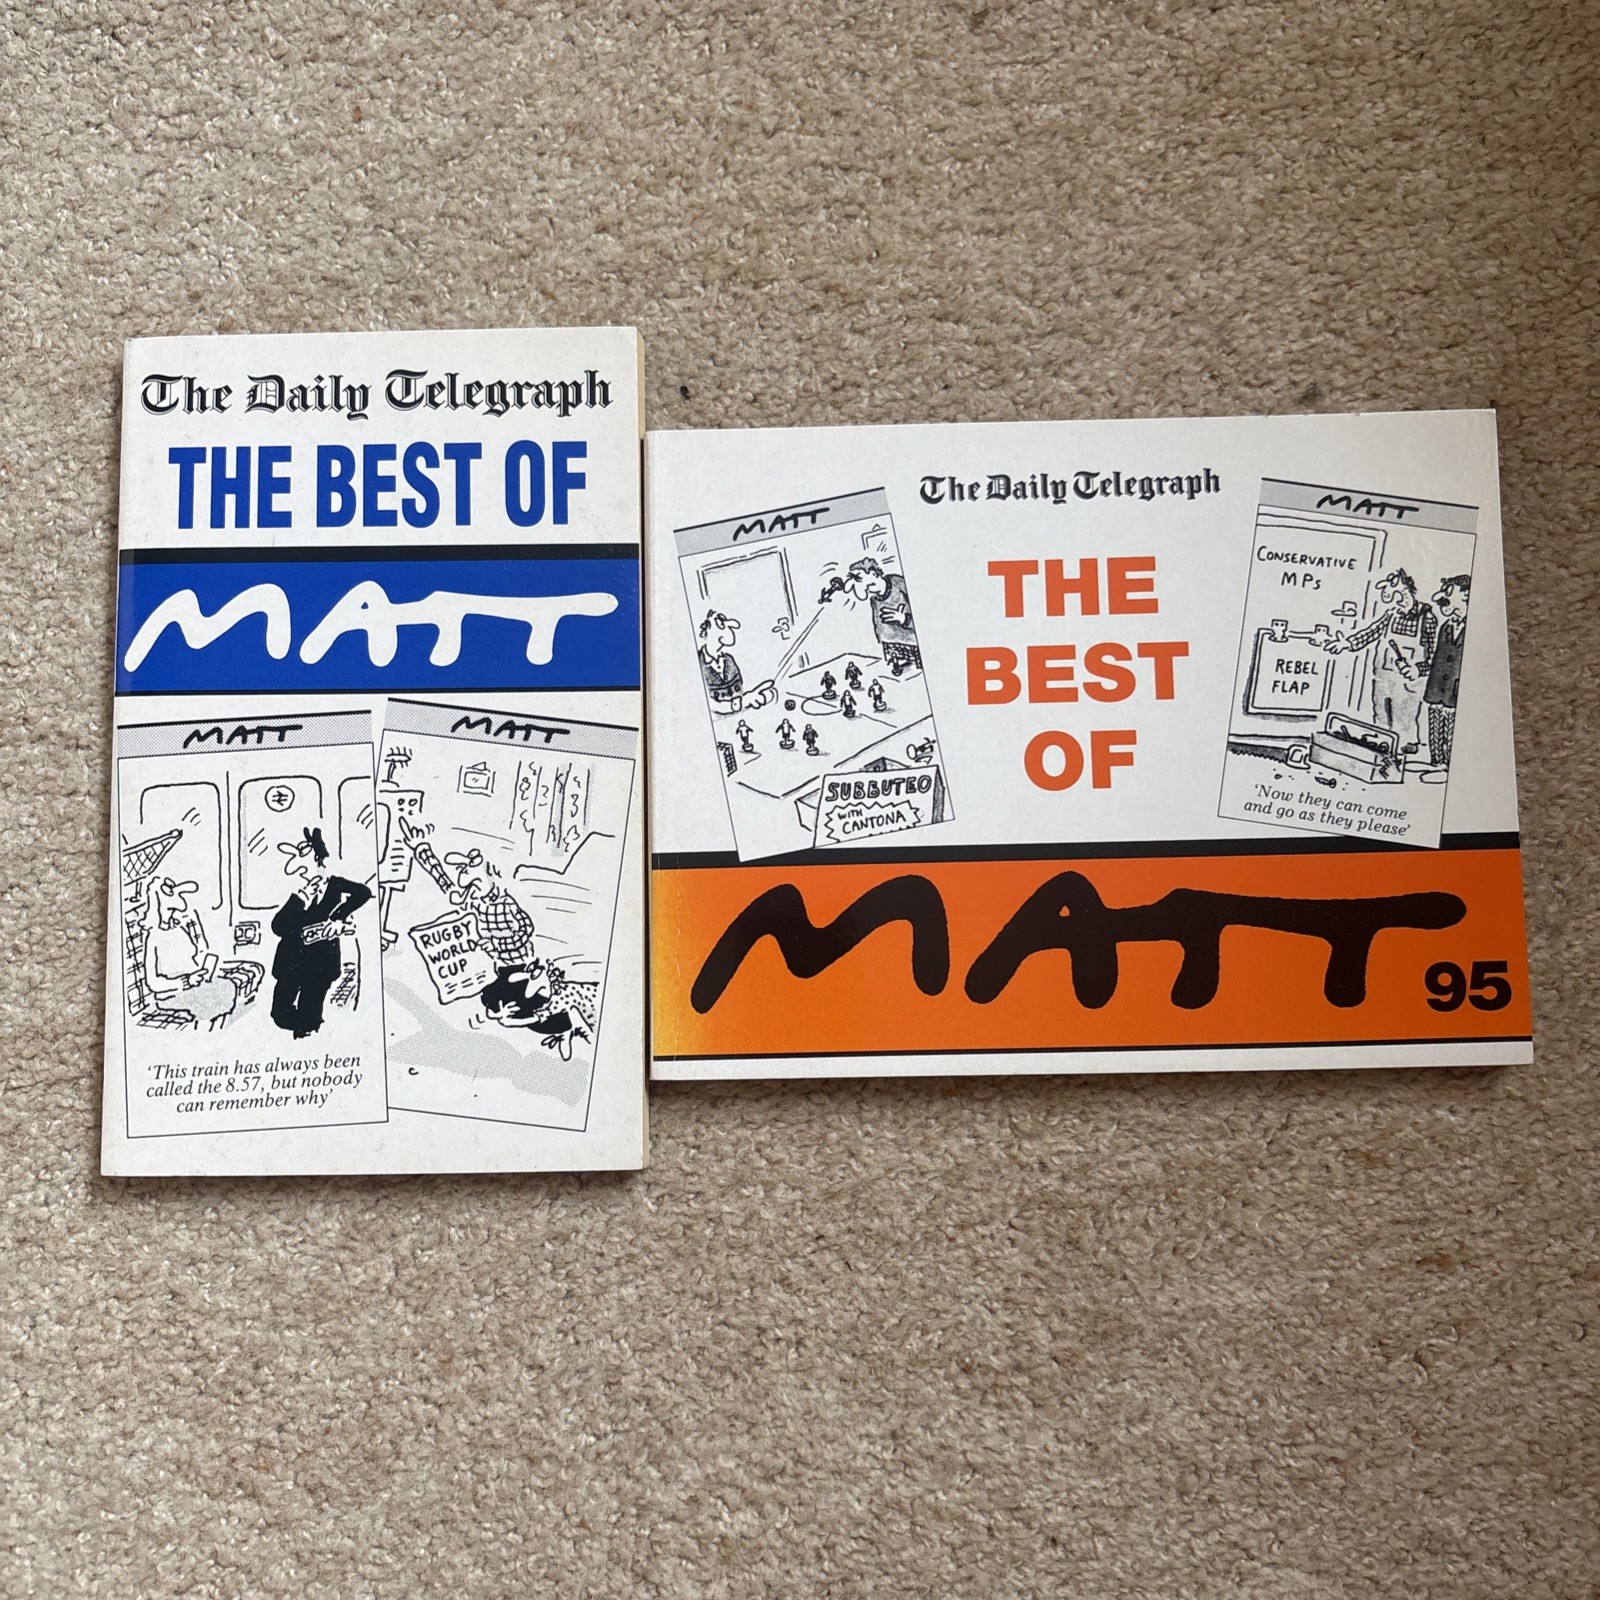 The Daily Telegraph
THE BEST OF
MATT
MATT
'This train has always been
called the 8.57, but nobody
can remember why'
MATT
RUGBY
WORLD
CUP
The Daily Telegraph
THE
BEST
OF
MATT
SUBBUTEO
WITH
CANTONA
MATT
CONSERVATIVE
MPs
REBEL
FLAP
'Now they can come
and go as they please'
MATT
95